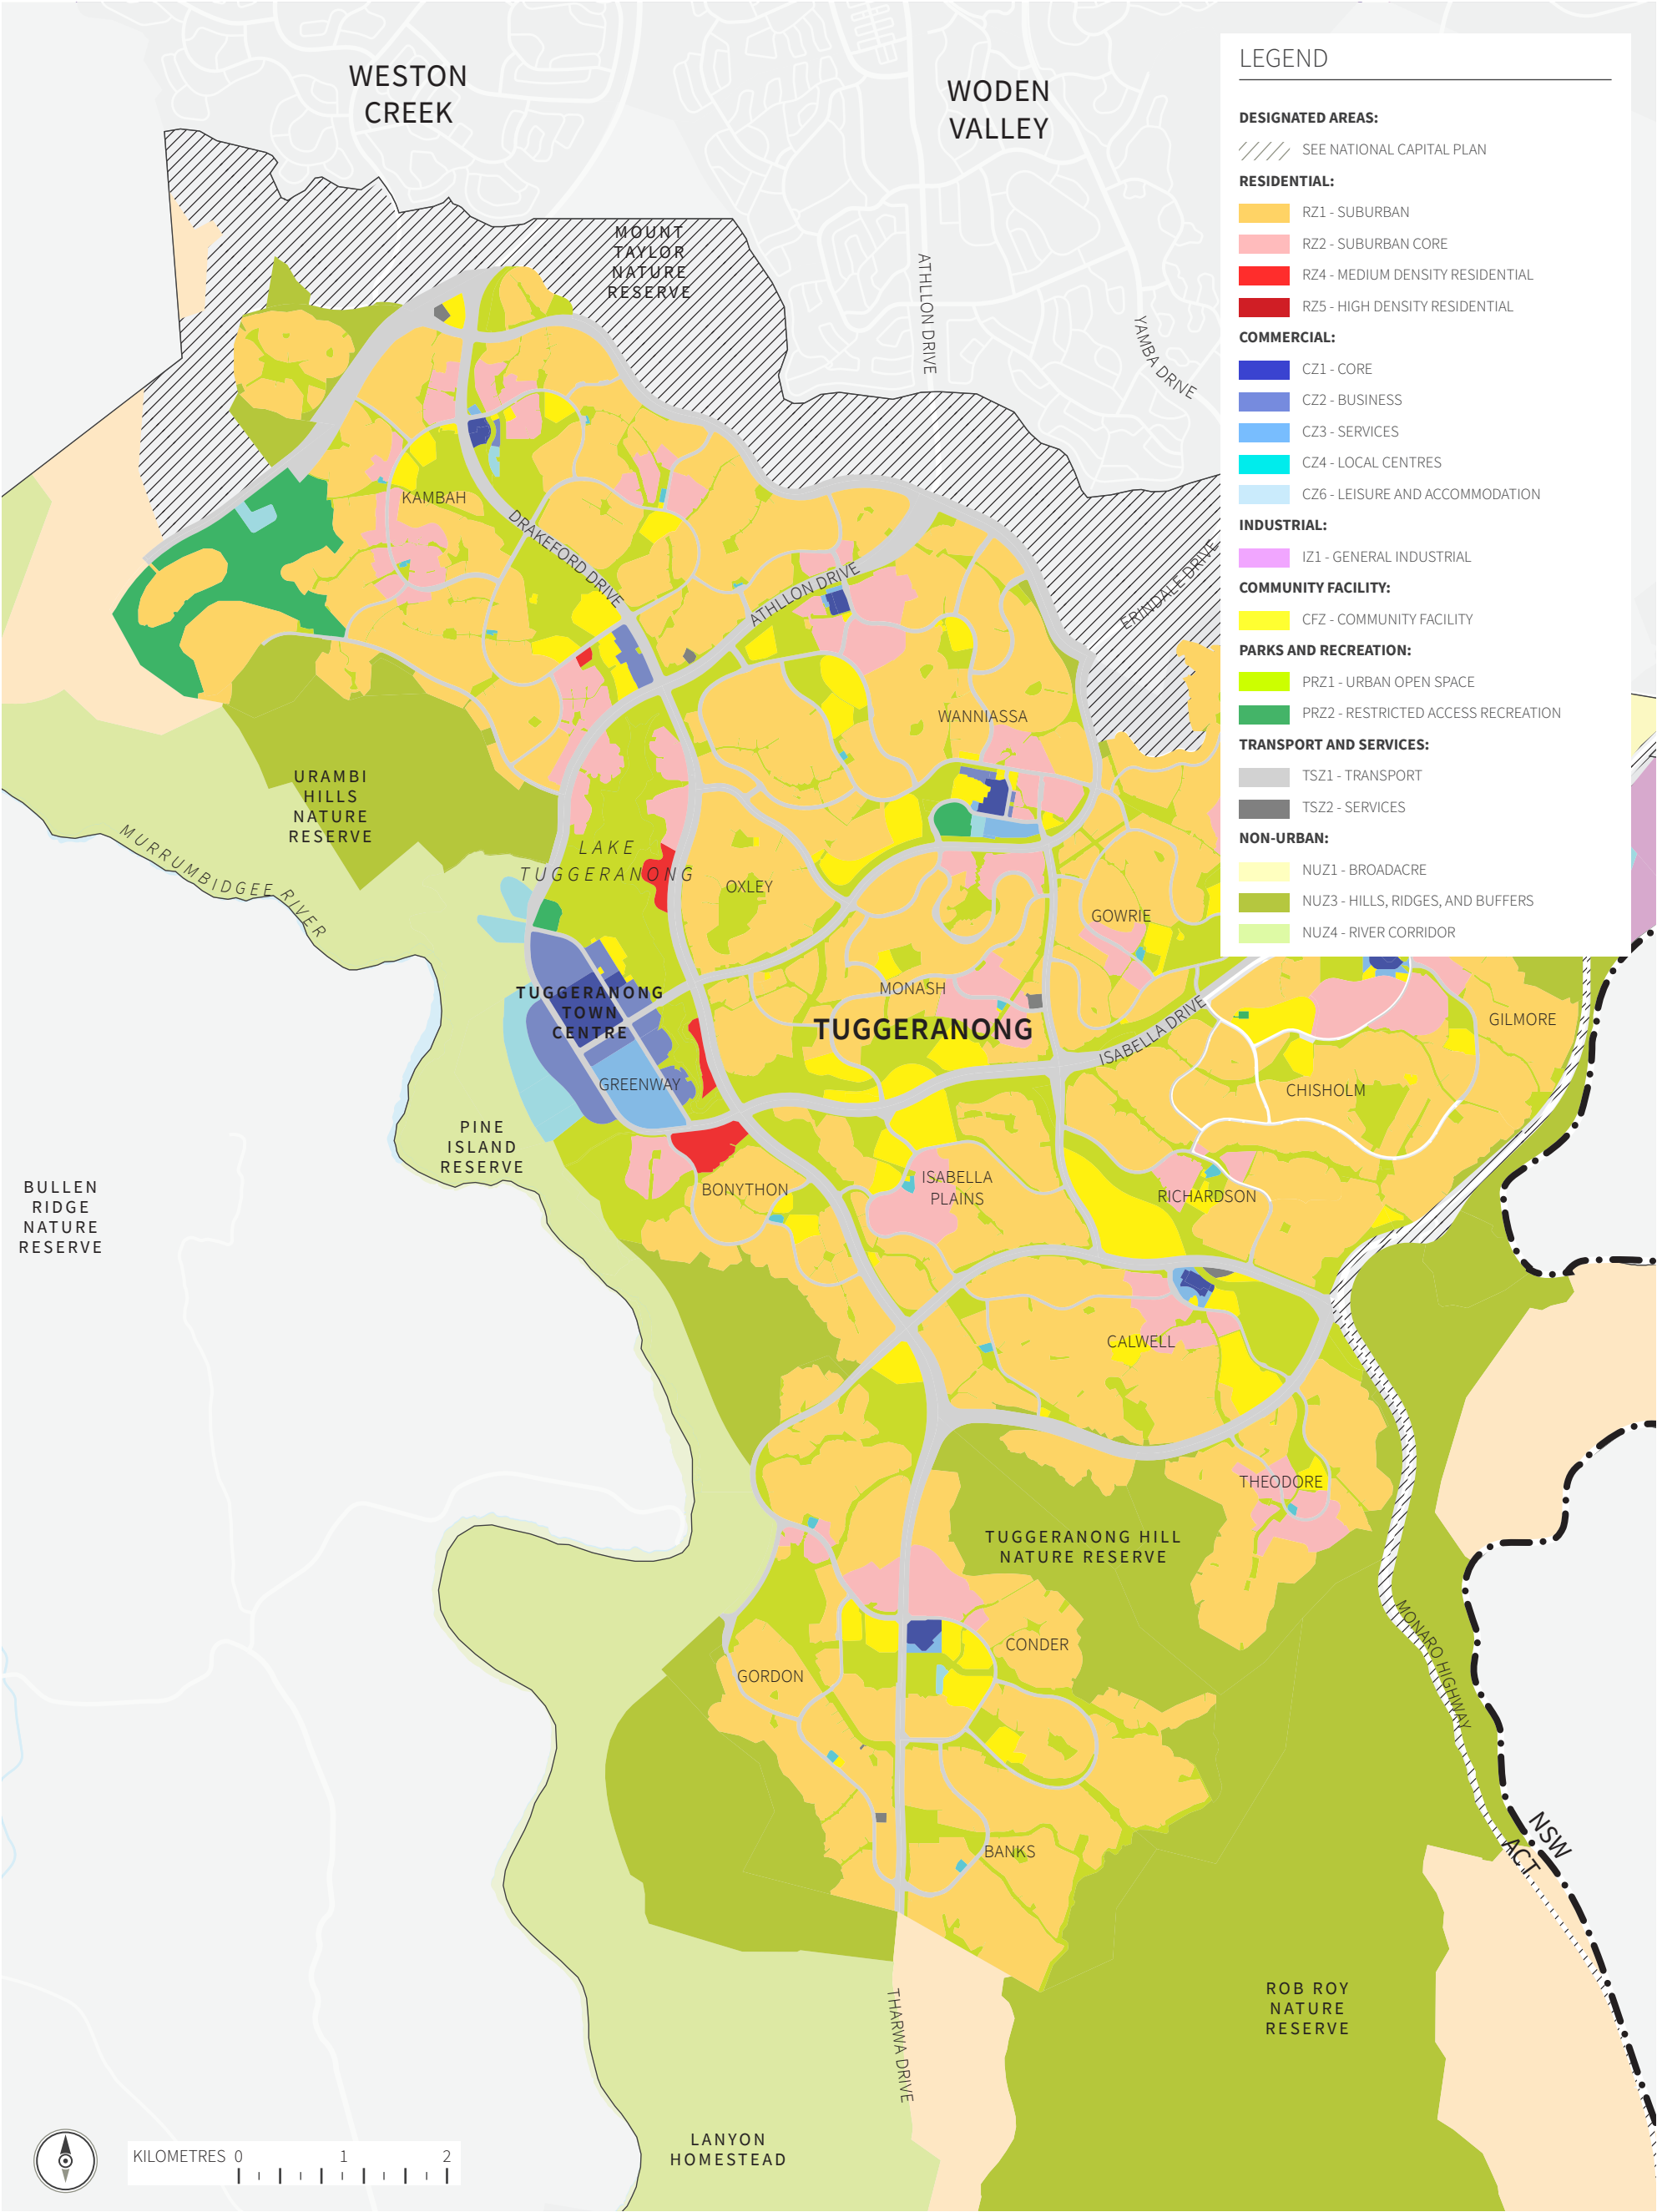 WESTON
CREEK
WODEN
VALLEY
LEGEND
DESIGNATED AREAS:
SEE NATIONAL CAPITAL PLAN
RESIDENTIAL:
RZ1 - SUBURBAN
RZ2 - SUBURBAN CORE
RZ4 - MEDIUM DENSITY RESIDENTIAL
RZ5 - HIGH DENSITY RESIDENTIAL
COMMERCIAL:
CZ1 - CORE
CZ2 - BUSINESS
CZ3 - SERVICES
CZ4 - LOCAL CENTRES
CZ6 - LEISURE AND ACCOMMODATION
INDUSTRIAL:
IZ1 - GENERAL INDUSTRIAL
COMMUNITY FACILITY:
CFZ - COMMUNITY FACILITY
PARKS AND RECREATION:
PRZ1 - URBAN OPEN SPACE
PRZ2 - RESTRICTED ACCESS RECREATION
TRANSPORT AND SERVICES:
TSZ1 - TRANSPORT
TSZ2 - SERVICES
NON-URBAN:
NUZ1 - BROADACRE
NUZ3 - HILLS, RIDGES, AND BUFFERS
NUZ4 - RIVER CORRIDOR
MOUNT
TAYLOR
NATURE
RESERVE
ATHLLON DRIVE
YAMBA DRIVE
KAMBAH
DRAKEFORD DRIVE
ATHLLON DRIVE
ERINDALE DRIVE
WANNIASSA
URAMBI
HILLS
NATURE
RESERVE
MURRUMBIDGEE RIVER
LAKE
TUGGERANONG
OXLEY
GOWRIE
MONASH
TUGGERANONG
TOWN
CENTRE
TUGGERANONG
ISABELLA DRIVE
GILMORE
GREENWAY
CHISHOLM
PINE
ISLAND
RESERVE
BULLEN
RIDGE
NATURE
RESERVE
BONYTHON
ISABELLA
PLAINS
RICHARDSON
CALWELL
THEODORE
TUGGERANONG HILL
NATURE RESERVE
CONDER
GORDON
MONARO HIGHWAY
NSW
ACT
BANKS
ROB ROY
NATURE
RESERVE
THARWA DRIVE
LANYON
HOMESTEAD
KILOMETRES 0 1 2